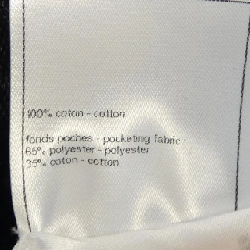 100% coton - cotton
fonds poches - pocketing fabric
65% polyester - polyester
35% coton - cotton